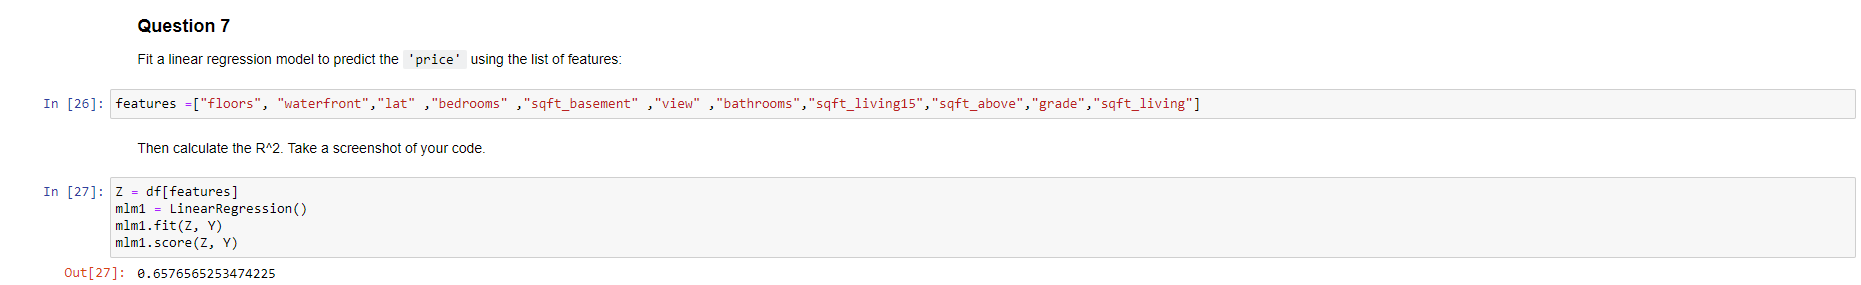 Question 7
Fit a linear regression model to predict the 'price' using the list of features:
In [26]: features =["floors", "waterfront","lat" ,"bedrooms" ,"sqft_basement" ,"view" ,"bathrooms","sqft_living15","sqft_above","grade","sqft_living"]
Then calculate the R^2. Take a screenshot of your code.
In [27]: Z = df[features]
mlm1 = LinearRegression()
mlm1.fit(Z, Y)
mlm1.score(Z, Y)
Out[27]: 0.6576565253474225